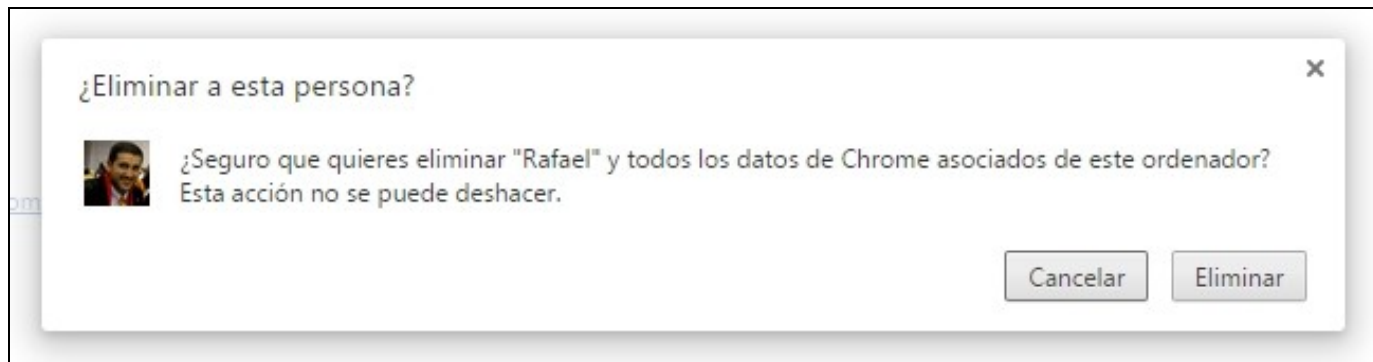 ¿Eliminar a esta persona?
¿Seguro que quieres eliminar "Rafael" y todos los datos de Chrome asociados de este ordenador?
Esta acción no se puede deshacer.
om
Cancelar
Eliminar